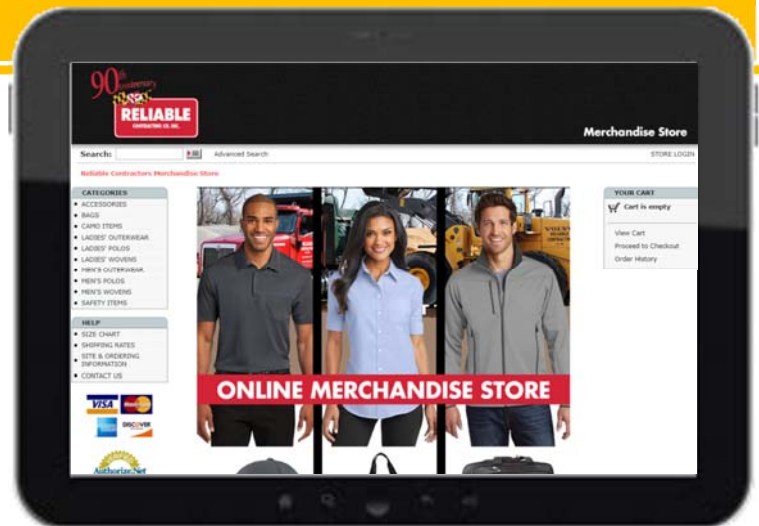 90th
Anniversary
RELIABLE
CONTRACTING CO. INC.
Merchandise Store
Search:
Advanced Search
STORE LOGIN
Reliable Contractors Merchandise Store
CATEGORIES
ACCESSORIES
BAGS
CAMO ITEMS
LADIES' OUTERWEAR
LADIES' POLOS
LADIES' WOVENS
MEN'S OUTERWEAR
MEN'S POLOS
MEN'S WOVENS
SAFETY ITEMS
HELP
SIZE CHART
SHIPPING RATES
SITE & ORDERING
INFORMATION
CONTACT US
VISA
MasterCard
DISCOVER
Authorize.Net
VOLVO
ONLINE MERCHANDISE STORE
YOUR CART
Cart is empty
View Cart
Proceed to Checkout
Order History